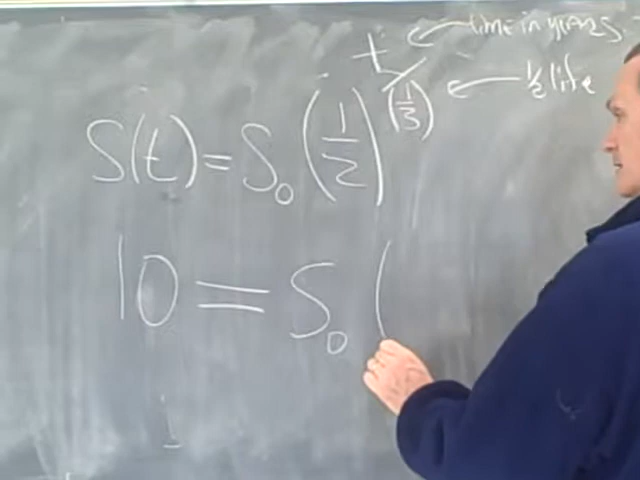 t ← time in years
/(1/3) ← 1/2 life
S(t) = S₀ (1/2)
10 = S₀ (